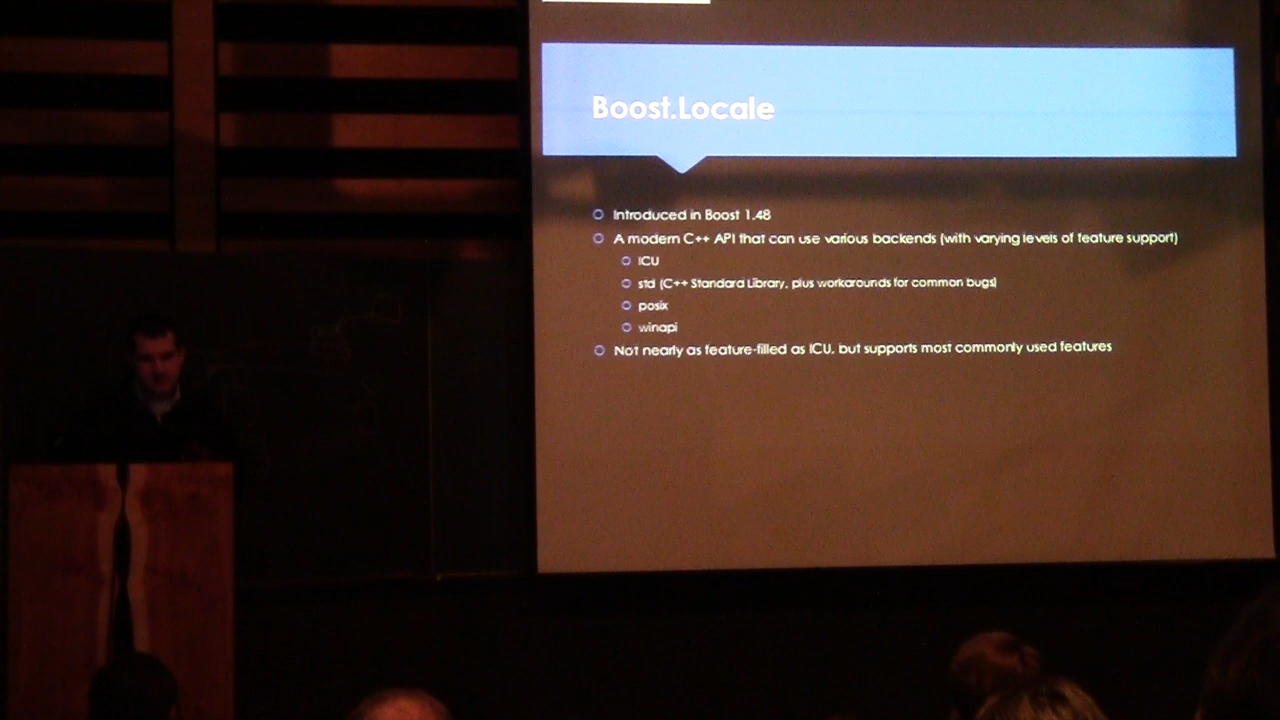 Boost.Locale
Introduced in Boost 1.48
A modern C++ API that can use various backends (with varying levels of feature support)
ICU
std (C++ Standard Library, plus workarounds for common bugs)
posix
winapi
Not nearly as feature-filled as ICU, but supports most commonly used features